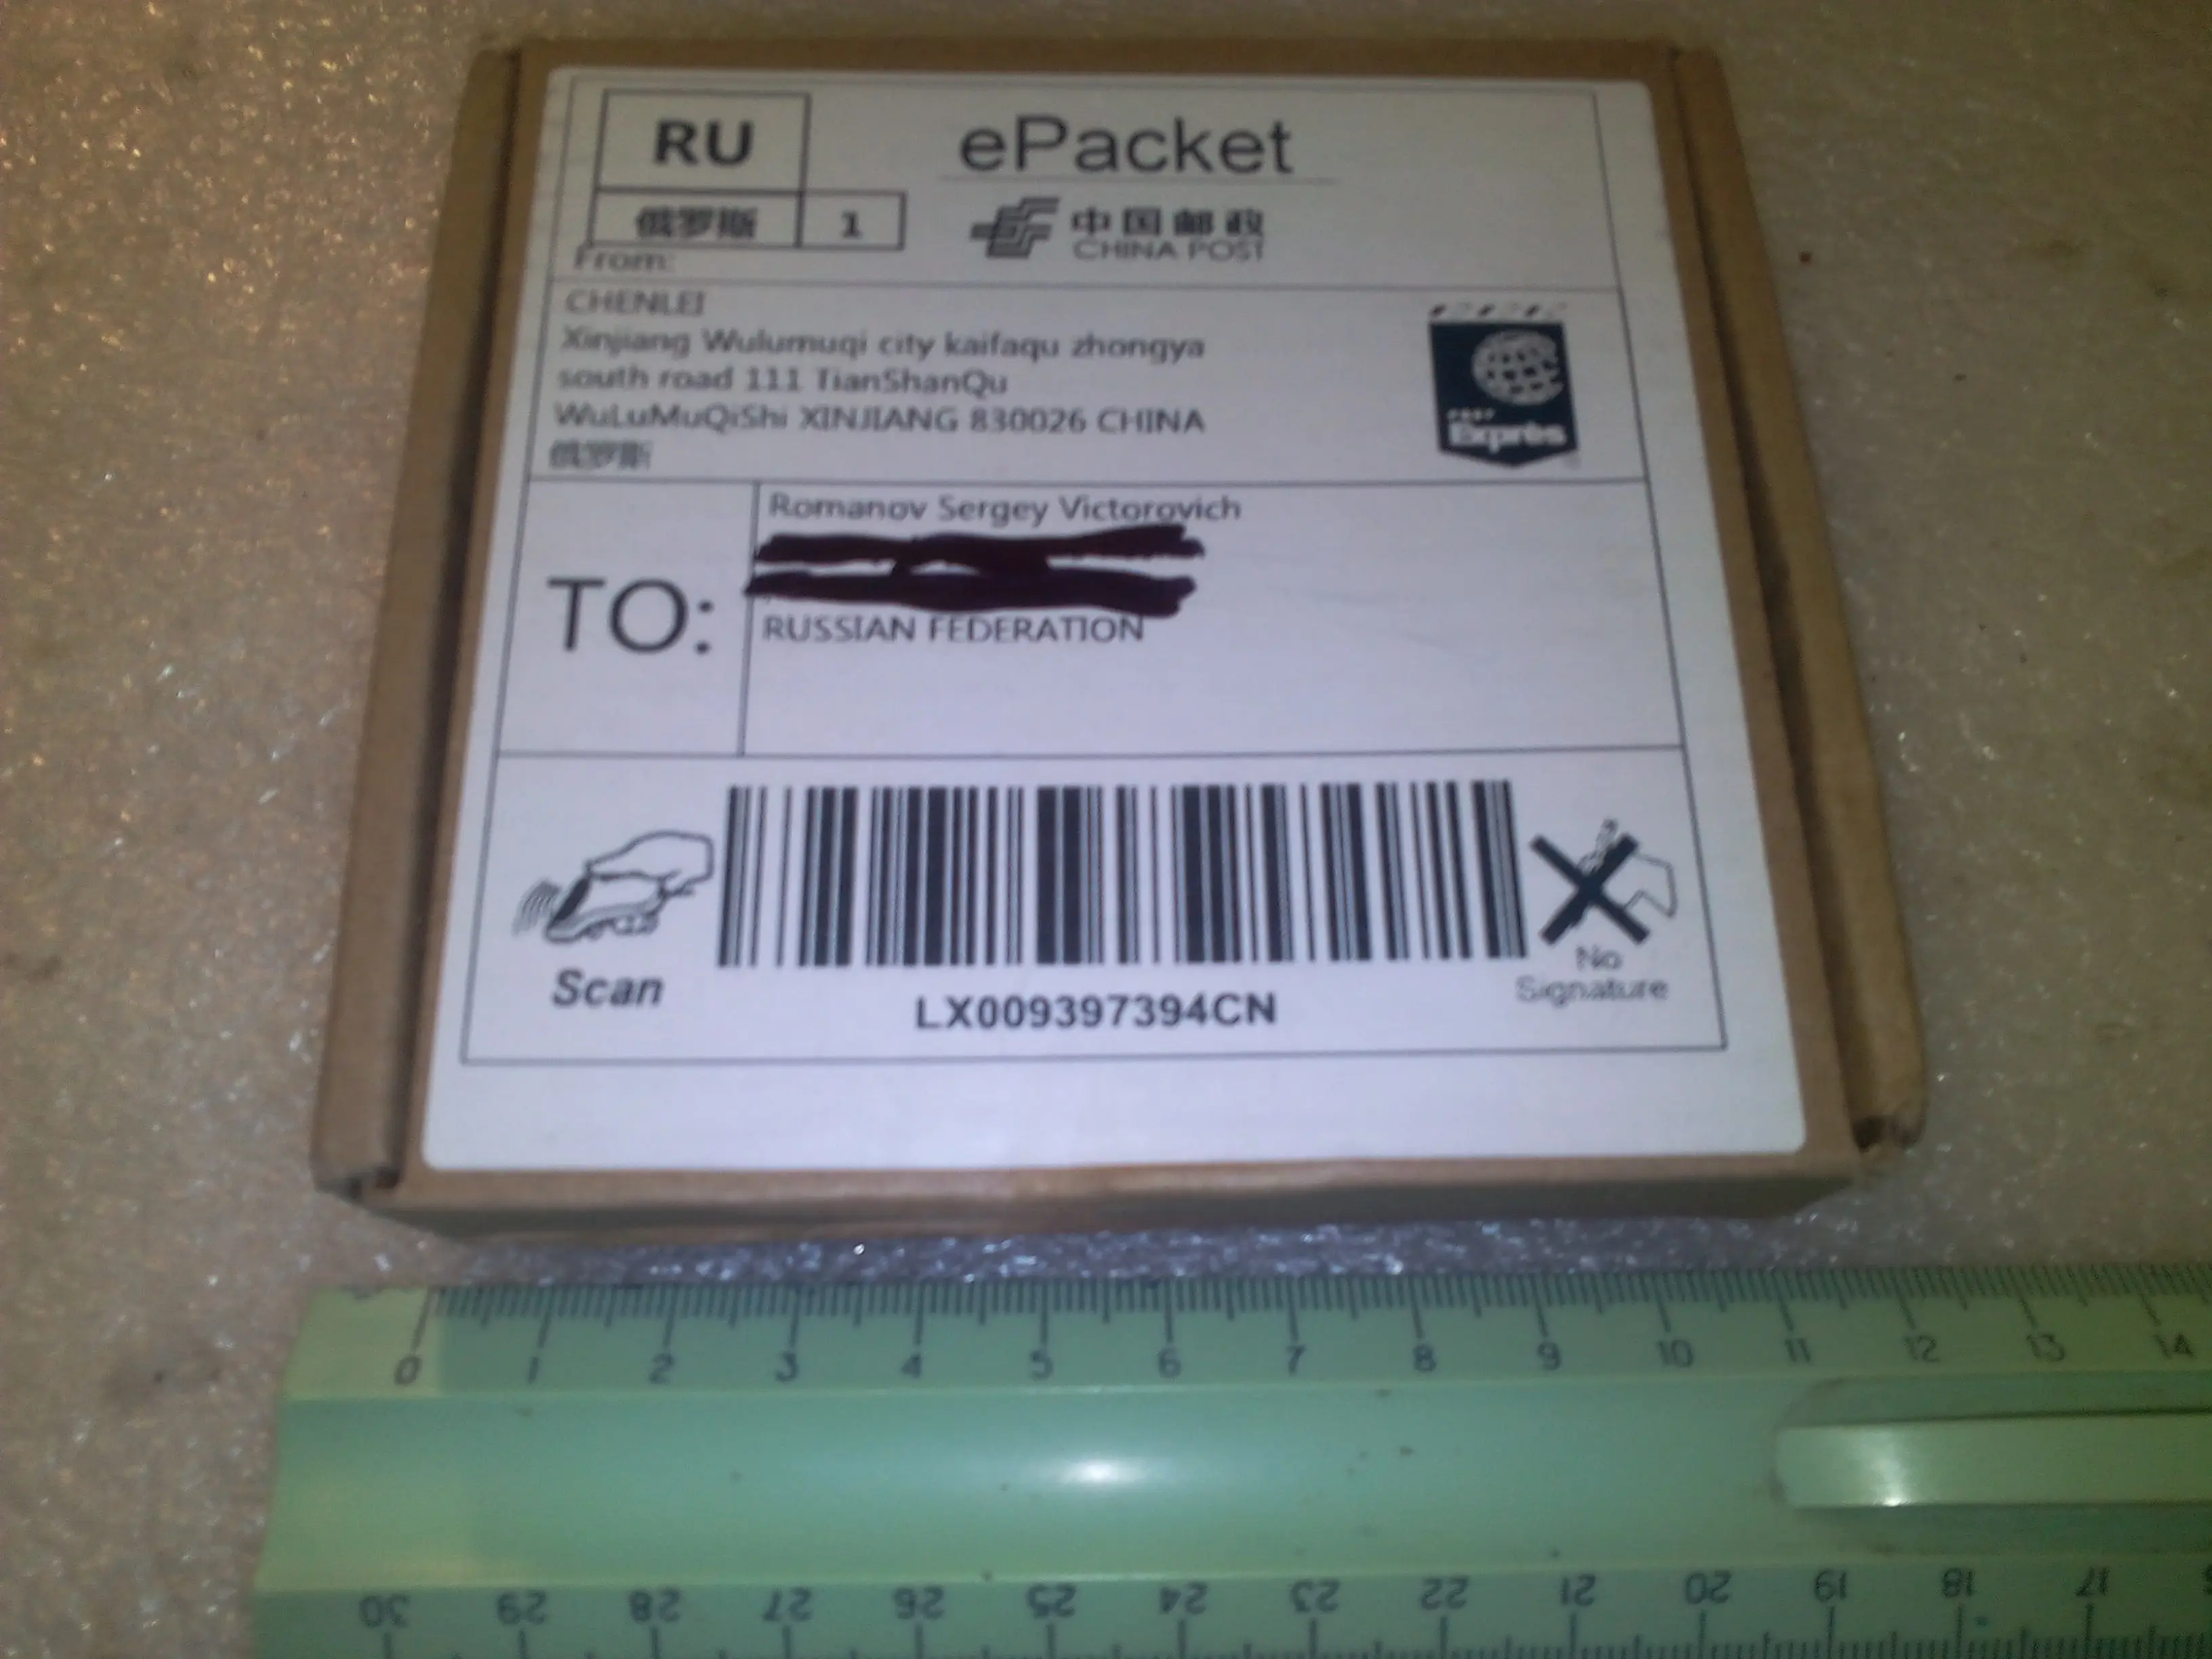 RU
ePacket
俄罗斯 1
中国邮政
CHINA POST
From:
CHENLEI
Xinjiang Wulumuqi city kaifaqu zhongya
south road 111 TianShanQu
WuLuMuQiShi XINJIANG 830026 CHINA
俄罗斯
Exprès
TO:
Romanov Sergey Victorovich
RUSSIAN FEDERATION
Scan
LX009397394CN
No
Signature
0 1 2 3 4 5 6 7 8 9 10 11 12 13 14
30 29 28 27 26 25 24 23 22 21 20 19 18 17